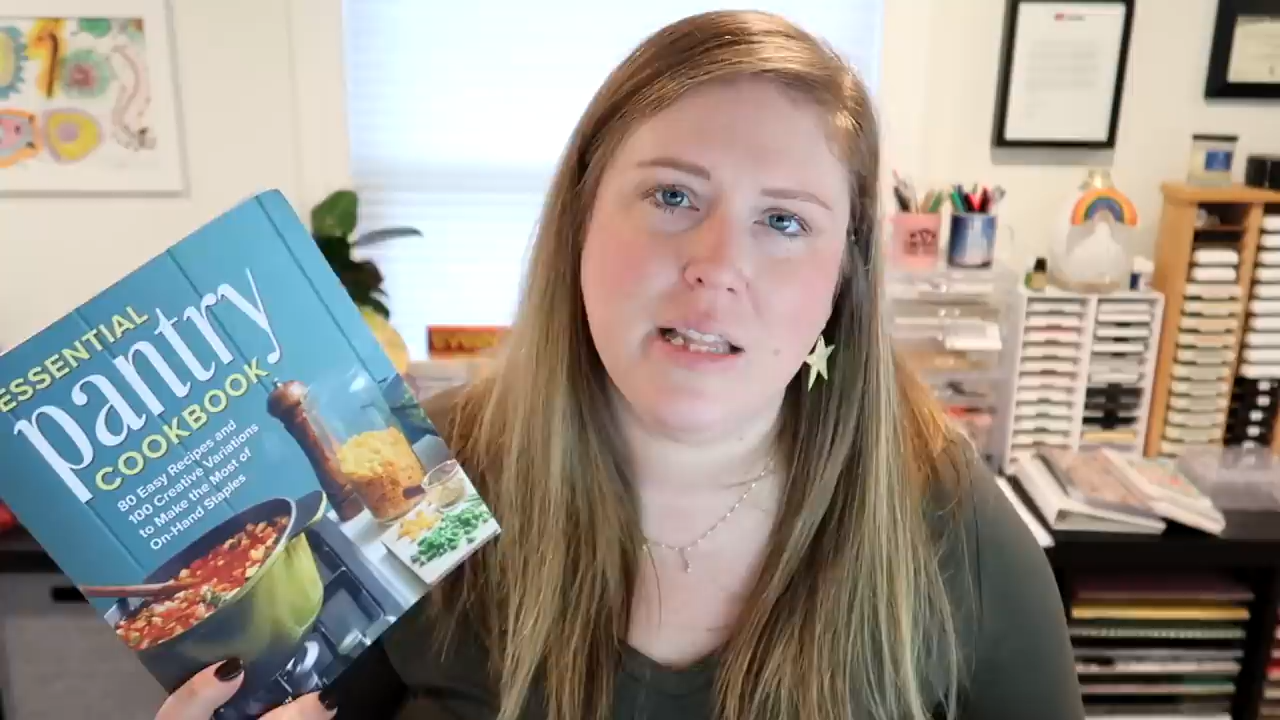 ESSENTIAL
pantry
COOKBOOK
80 Easy Recipes and
100 Creative Variations
to Make the Most of
On-Hand Staples